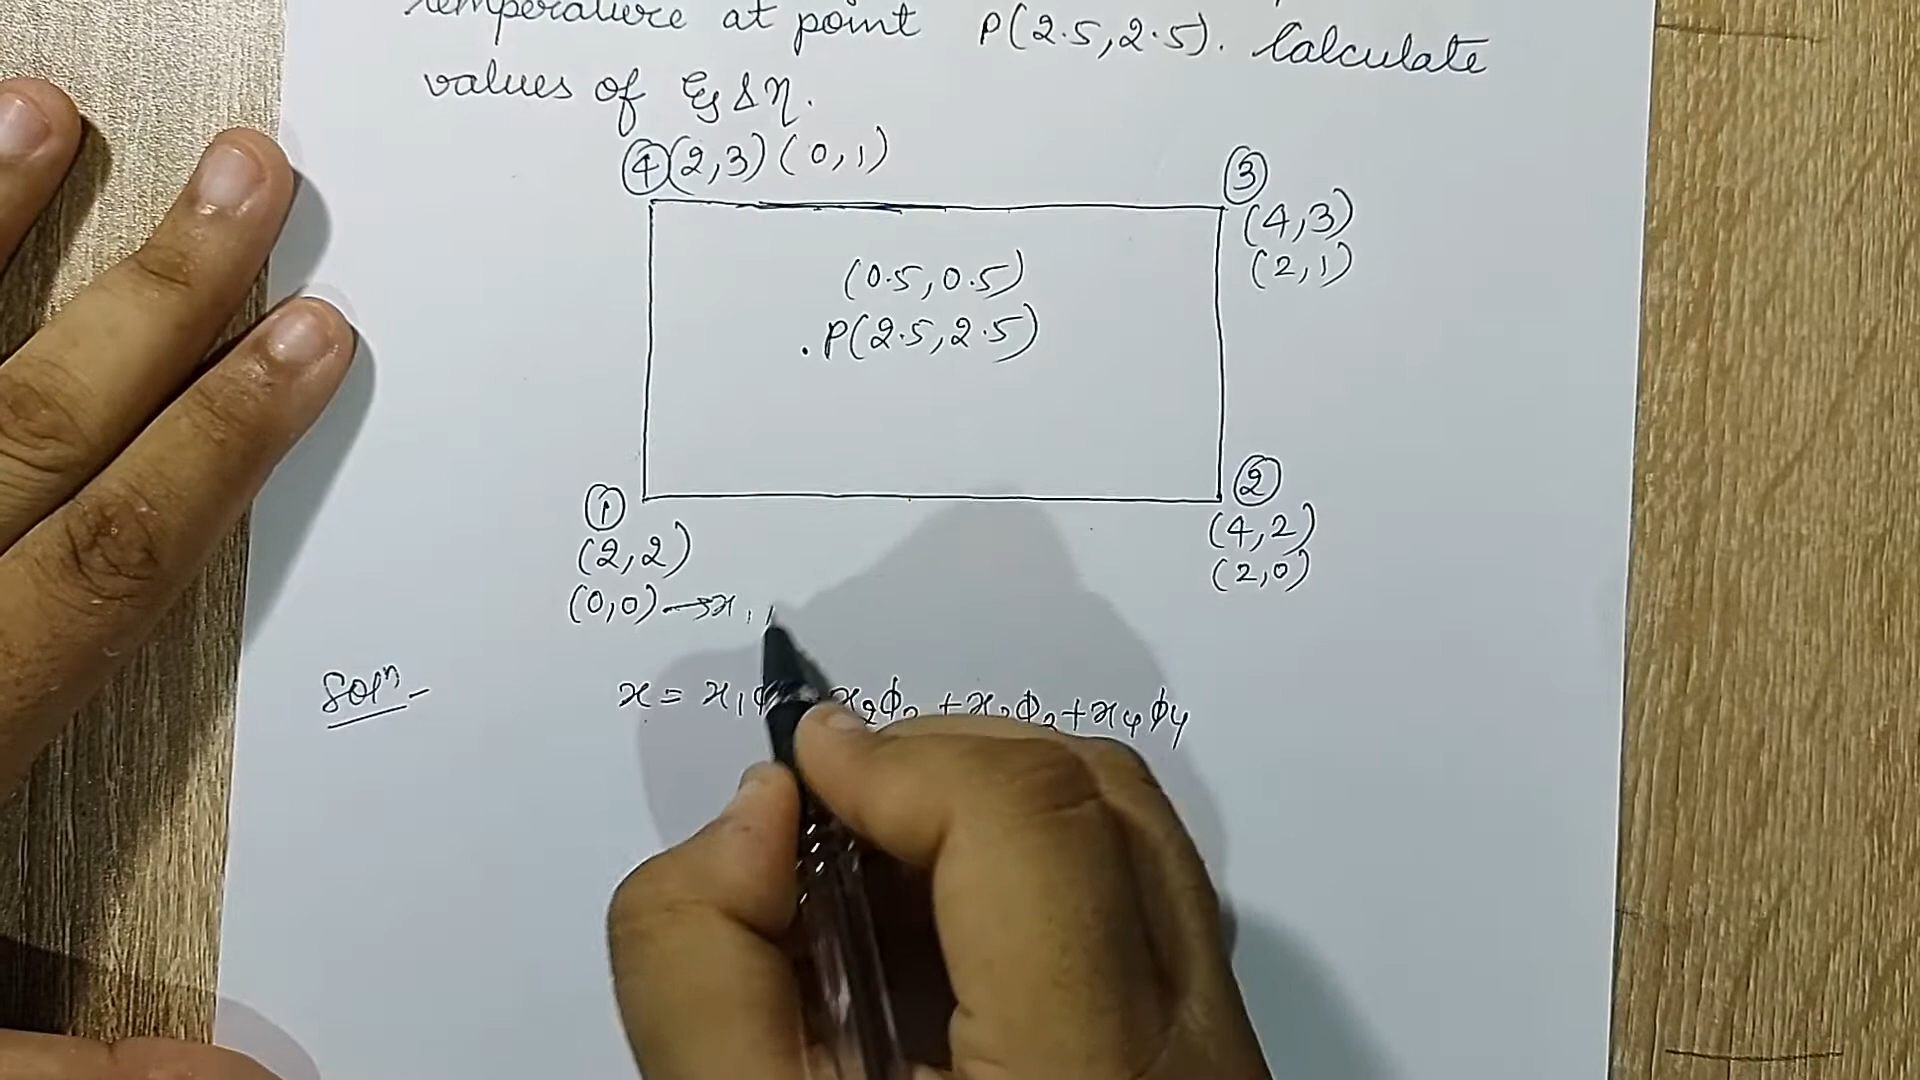 temperature at point P(2.5,2.5). Calculate
values of ξ & η.
④(2,3)(0,1)
③
(4,3)
(2,1)
(0.5,0.5)
.P(2.5,2.5)
①
(2,2)
(0,0)→x,
②
(4,2)
(2,0)
Solⁿ-
x= x₁ϕ x₂ϕ₂ +x₃ϕ₃+x₄ϕ₄